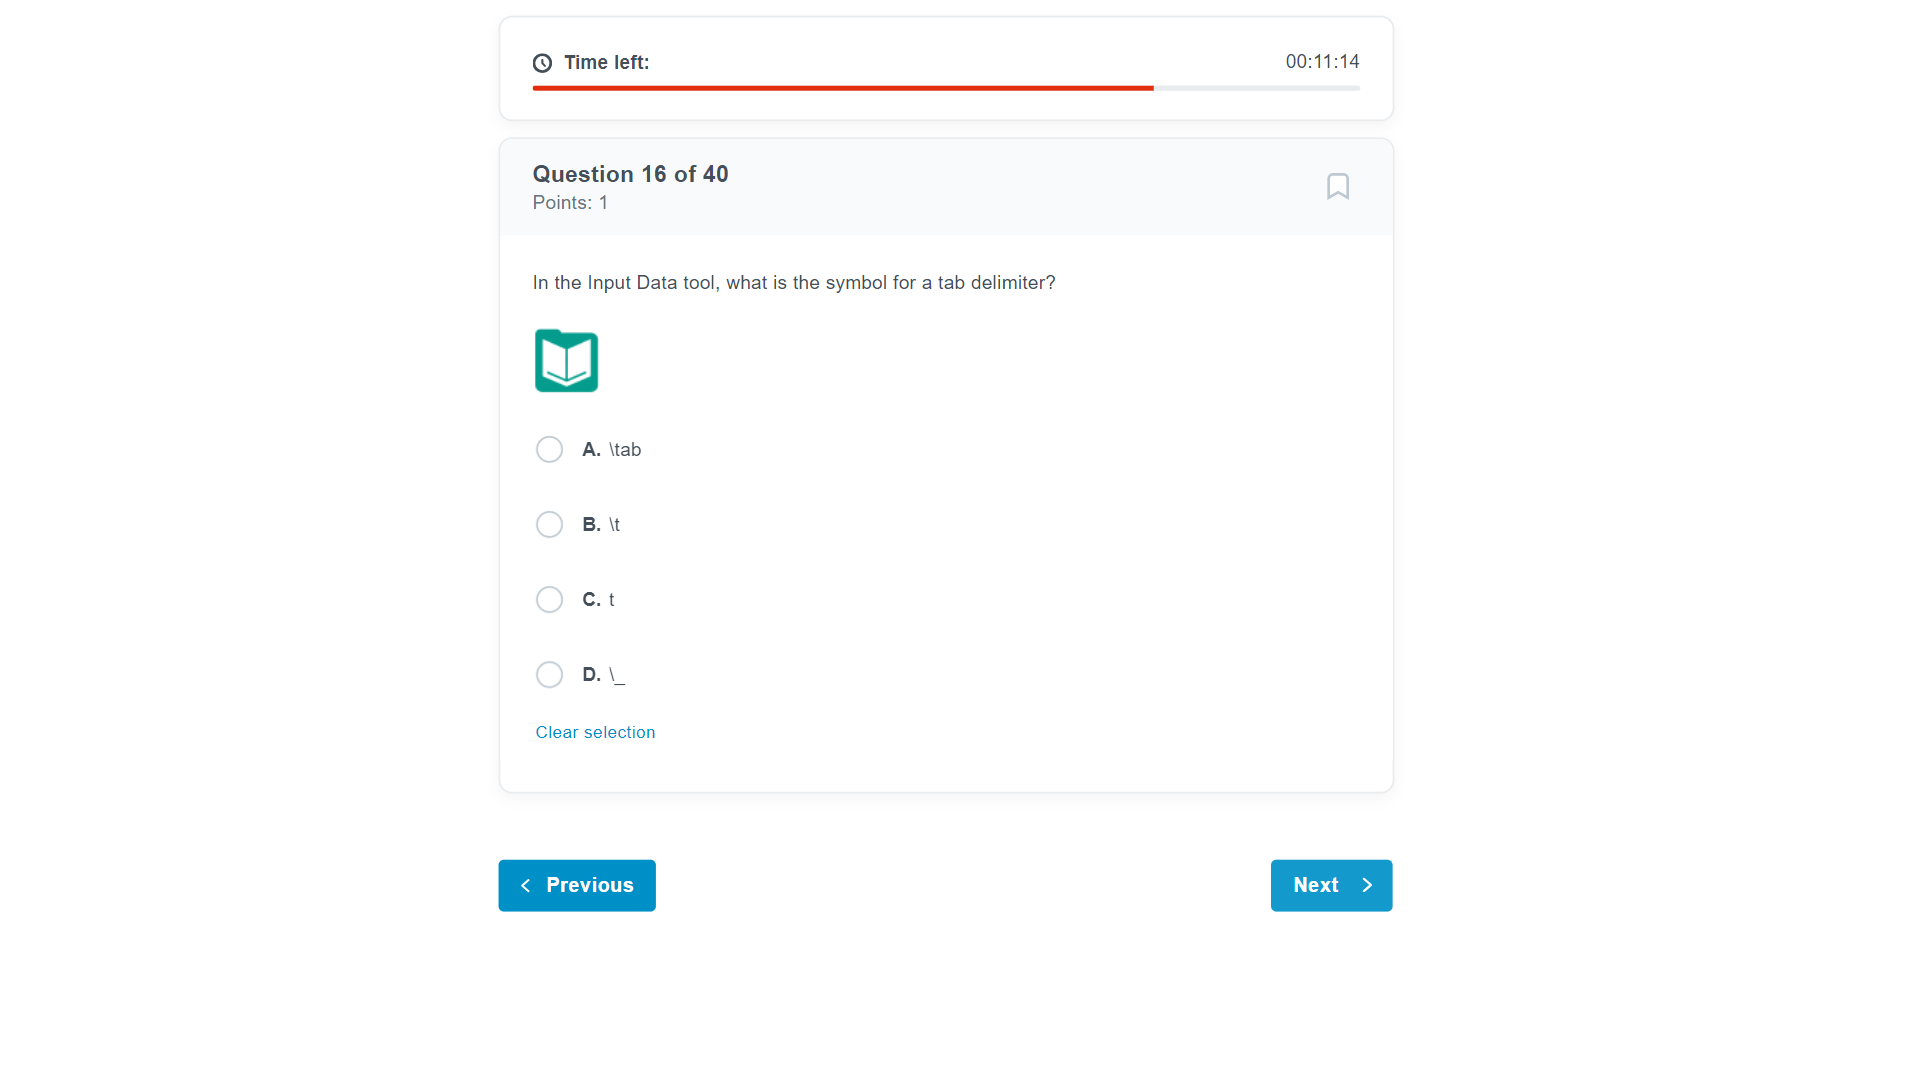 Time left:
00:11:14
Question 16 of 40
Points: 1
In the Input Data tool, what is the symbol for a tab delimiter?
A. \tab
B. \t
C. t
D. \_
Clear selection
Previous
Next